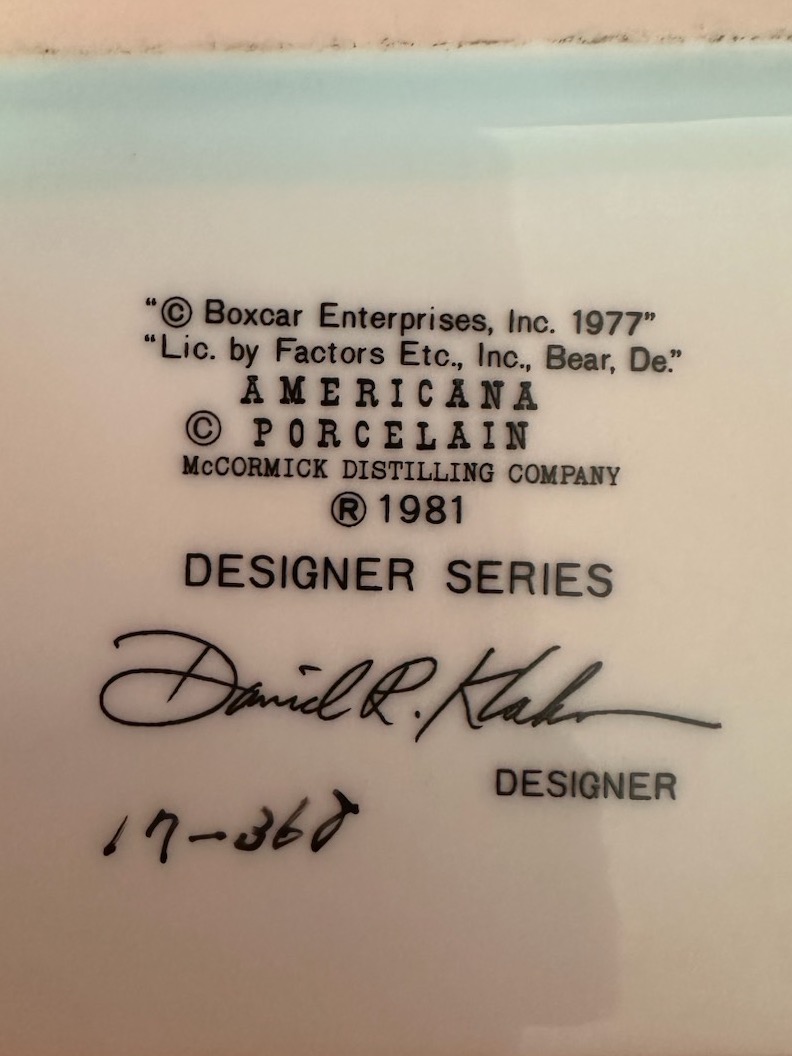 "© Boxcar Enterprises, Inc. 1977"
"Lic. by Factors Etc., Inc., Bear, De."
AMERICANA
© PORCELAIN
McCORMICK DISTILLING COMPANY
® 1981
DESIGNER SERIES
David R. Klahn
DESIGNER
17-368